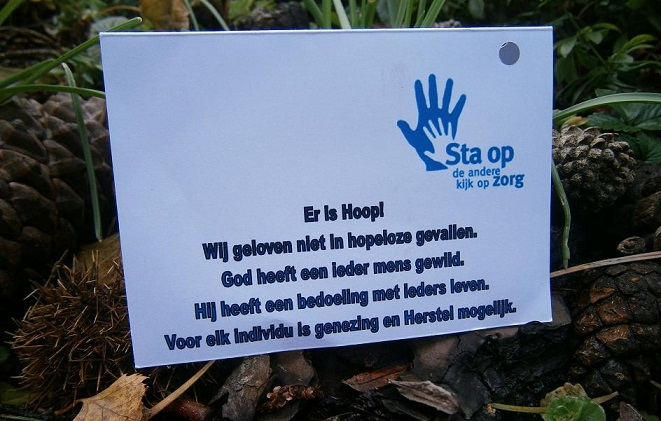 Sta op
de andere
kijk op zorg
Er is Hoop!
Wij geloven niet in hopeloze gevallen.
God heeft een ieder mens gewild.
Hij heeft een bedoeling met ieders leven.
Voor elk individu is genezing en Herstel mogelijk.